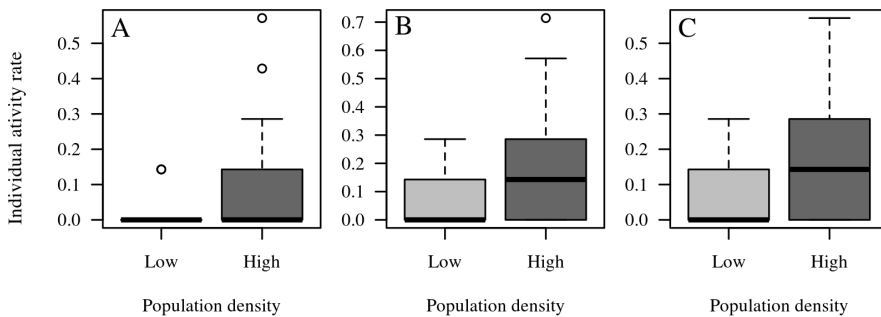 Individual ativity rate
A
0.5
0.4
0.3
0.2
0.1
0.0
Low High
Population density
B
0.7
0.6
0.5
0.4
0.3
0.2
0.1
0.0
Low High
Population density
C
0.5
0.4
0.3
0.2
0.1
0.0
Low High
Population density